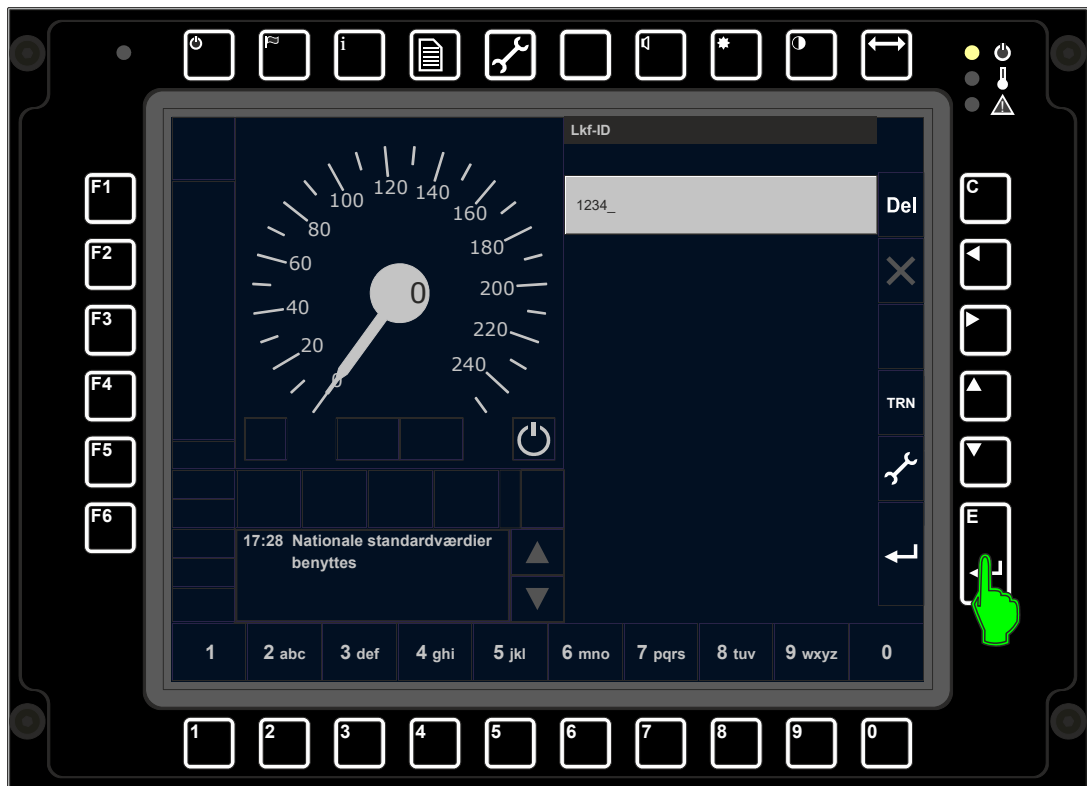 i
Lkf-ID
F1
F2
F3
F4
F5
F6
0
20
40
60
80
100
120
140
160
180
200
220
240
0
1234_
Del
TRN
C
E
17:28 Nationale standardværdier
benyttes
1 2 abc 3 def 4 ghi 5 jkl 6 mno 7 pqrs 8 tuv 9 wxyz 0
1 2 3 4 5 6 7 8 9 0